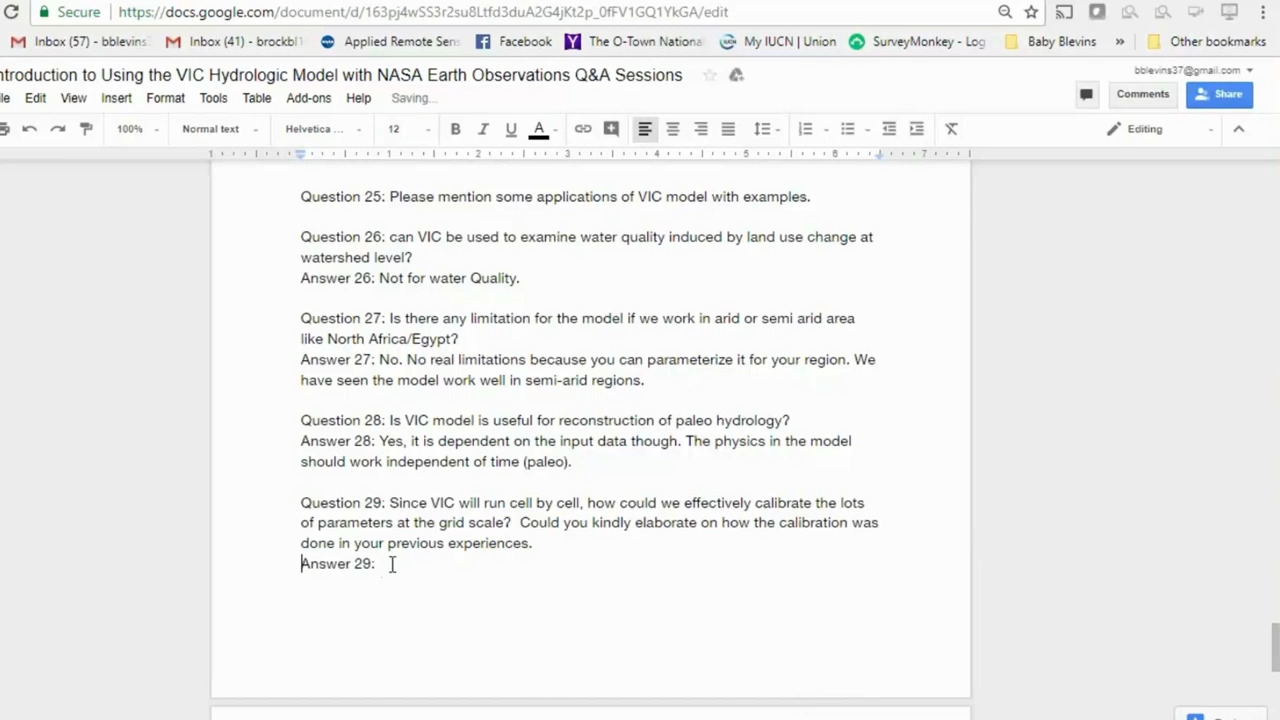 Secure https://docs.google.com/document/d/163pj4wSS3r2su8Ltfd3duA2G4jKt2p_0fFV1GQ1YkGA/edit
Inbox (57) - bblevins Inbox (41) - brockbl Applied Remote Sens Facebook The O-Town National My IUCN | Union SurveyMonkey - Log Baby Blevins » Other bookmarks
ntroduction to Using the VIC Hydrologic Model with NASA Earth Observations Q&A Sessions
bblevins37@gmail.com
le Edit View Insert Format Tools Table Add-ons Help Saving...
Comments Share
100% Normal text Helvetica ... 12 B I U A Editing
1 1 2 3 4 5 6 7
Question 25: Please mention some applications of VIC model with examples.
Question 26: can VIC be used to examine water quality induced by land use change at
watershed level?
Answer 26: Not for water Quality.
Question 27: Is there any limitation for the model if we work in arid or semi arid area
like North Africa/Egypt?
Answer 27: No. No real limitations because you can parameterize it for your region. We
have seen the model work well in semi-arid regions.
Question 28: Is VIC model is useful for reconstruction of paleo hydrology?
Answer 28: Yes, it is dependent on the input data though. The physics in the model
should work independent of time (paleo).
Question 29: Since VIC will run cell by cell, how could we effectively calibrate the lots
of parameters at the grid scale?  Could you kindly elaborate on how the calibration was
done in your previous experiences.
Answer 29: